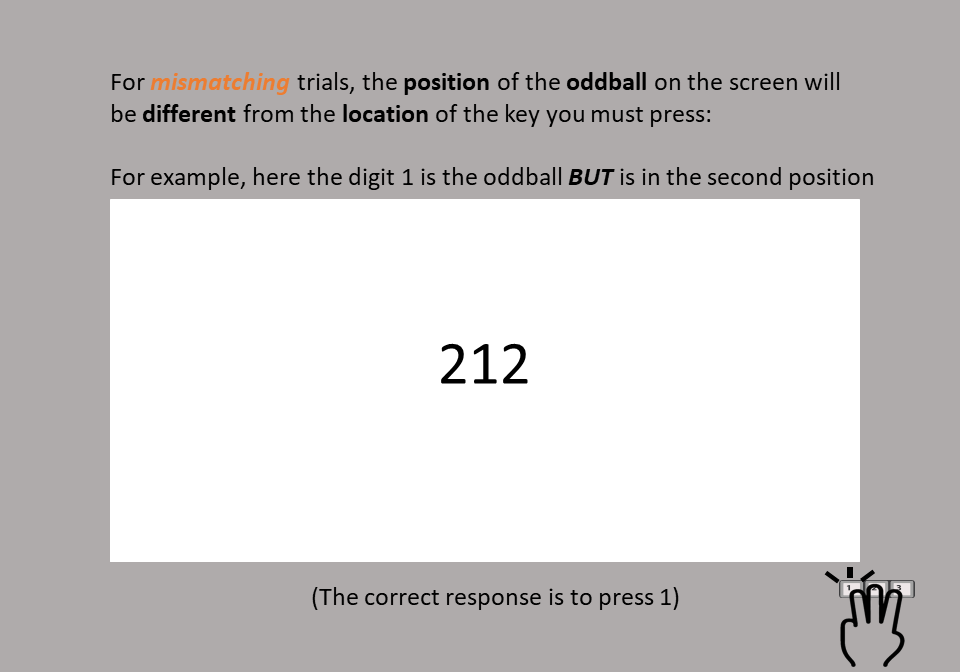 For mismatching trials, the position of the oddball on the screen will
be different from the location of the key you must press:
For example, here the digit 1 is the oddball BUT is in the second position
212
(The correct response is to press 1)
1 3